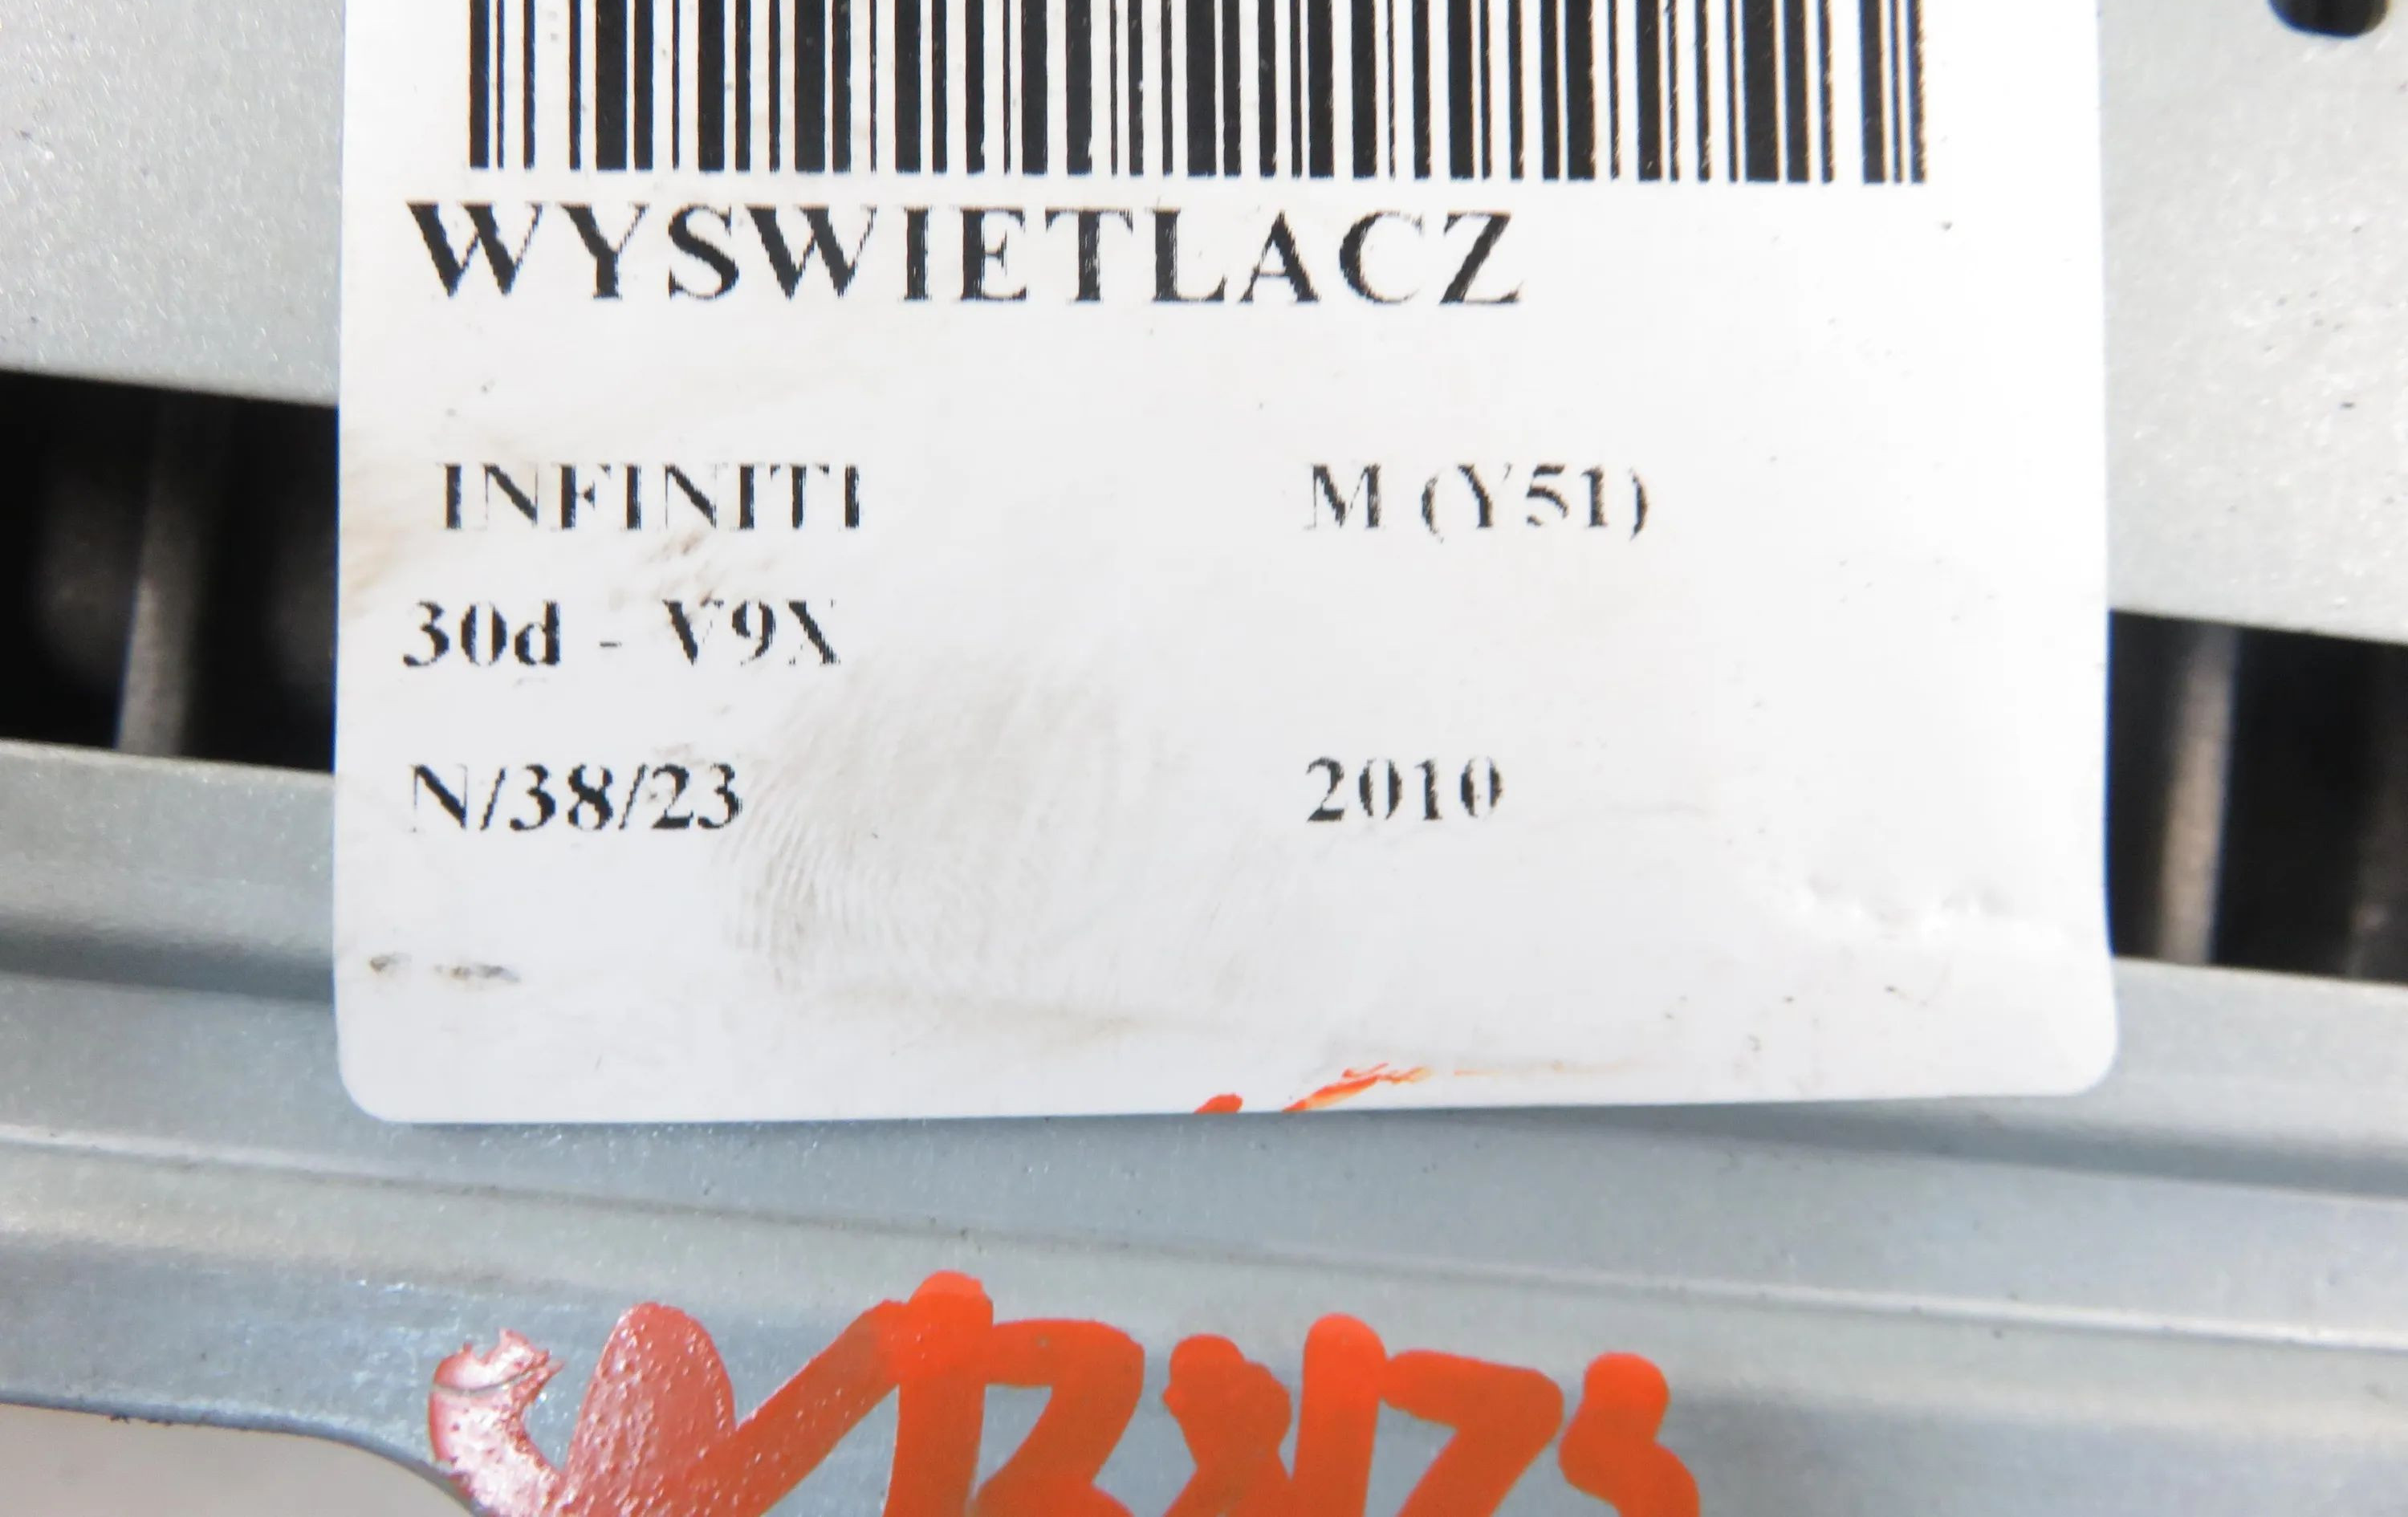 WYSWIETLACZ
INFINITI M (Y51)
30d - V9X
N/38/23 2010